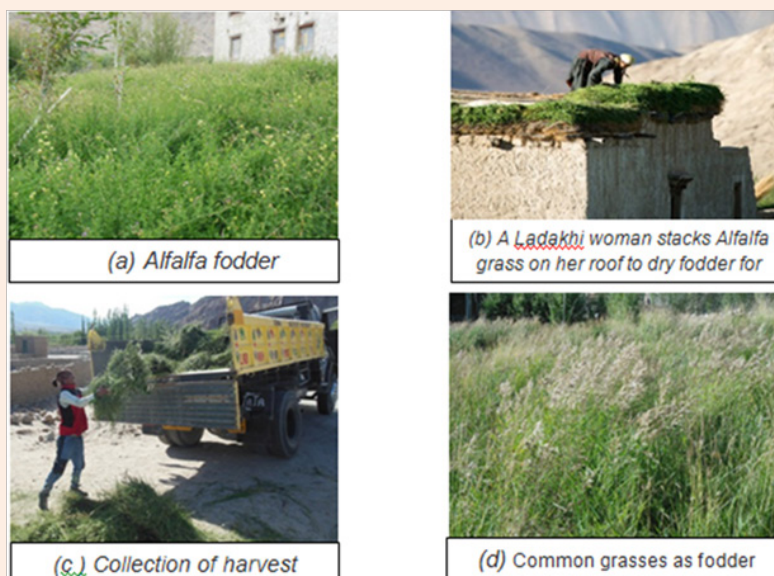 (a) Alfalfa fodder
(b) A Ladakhi woman stacks Alfalfa
grass on her roof to dry fodder for
(c.) Collection of harvest
(d) Common grasses as fodder